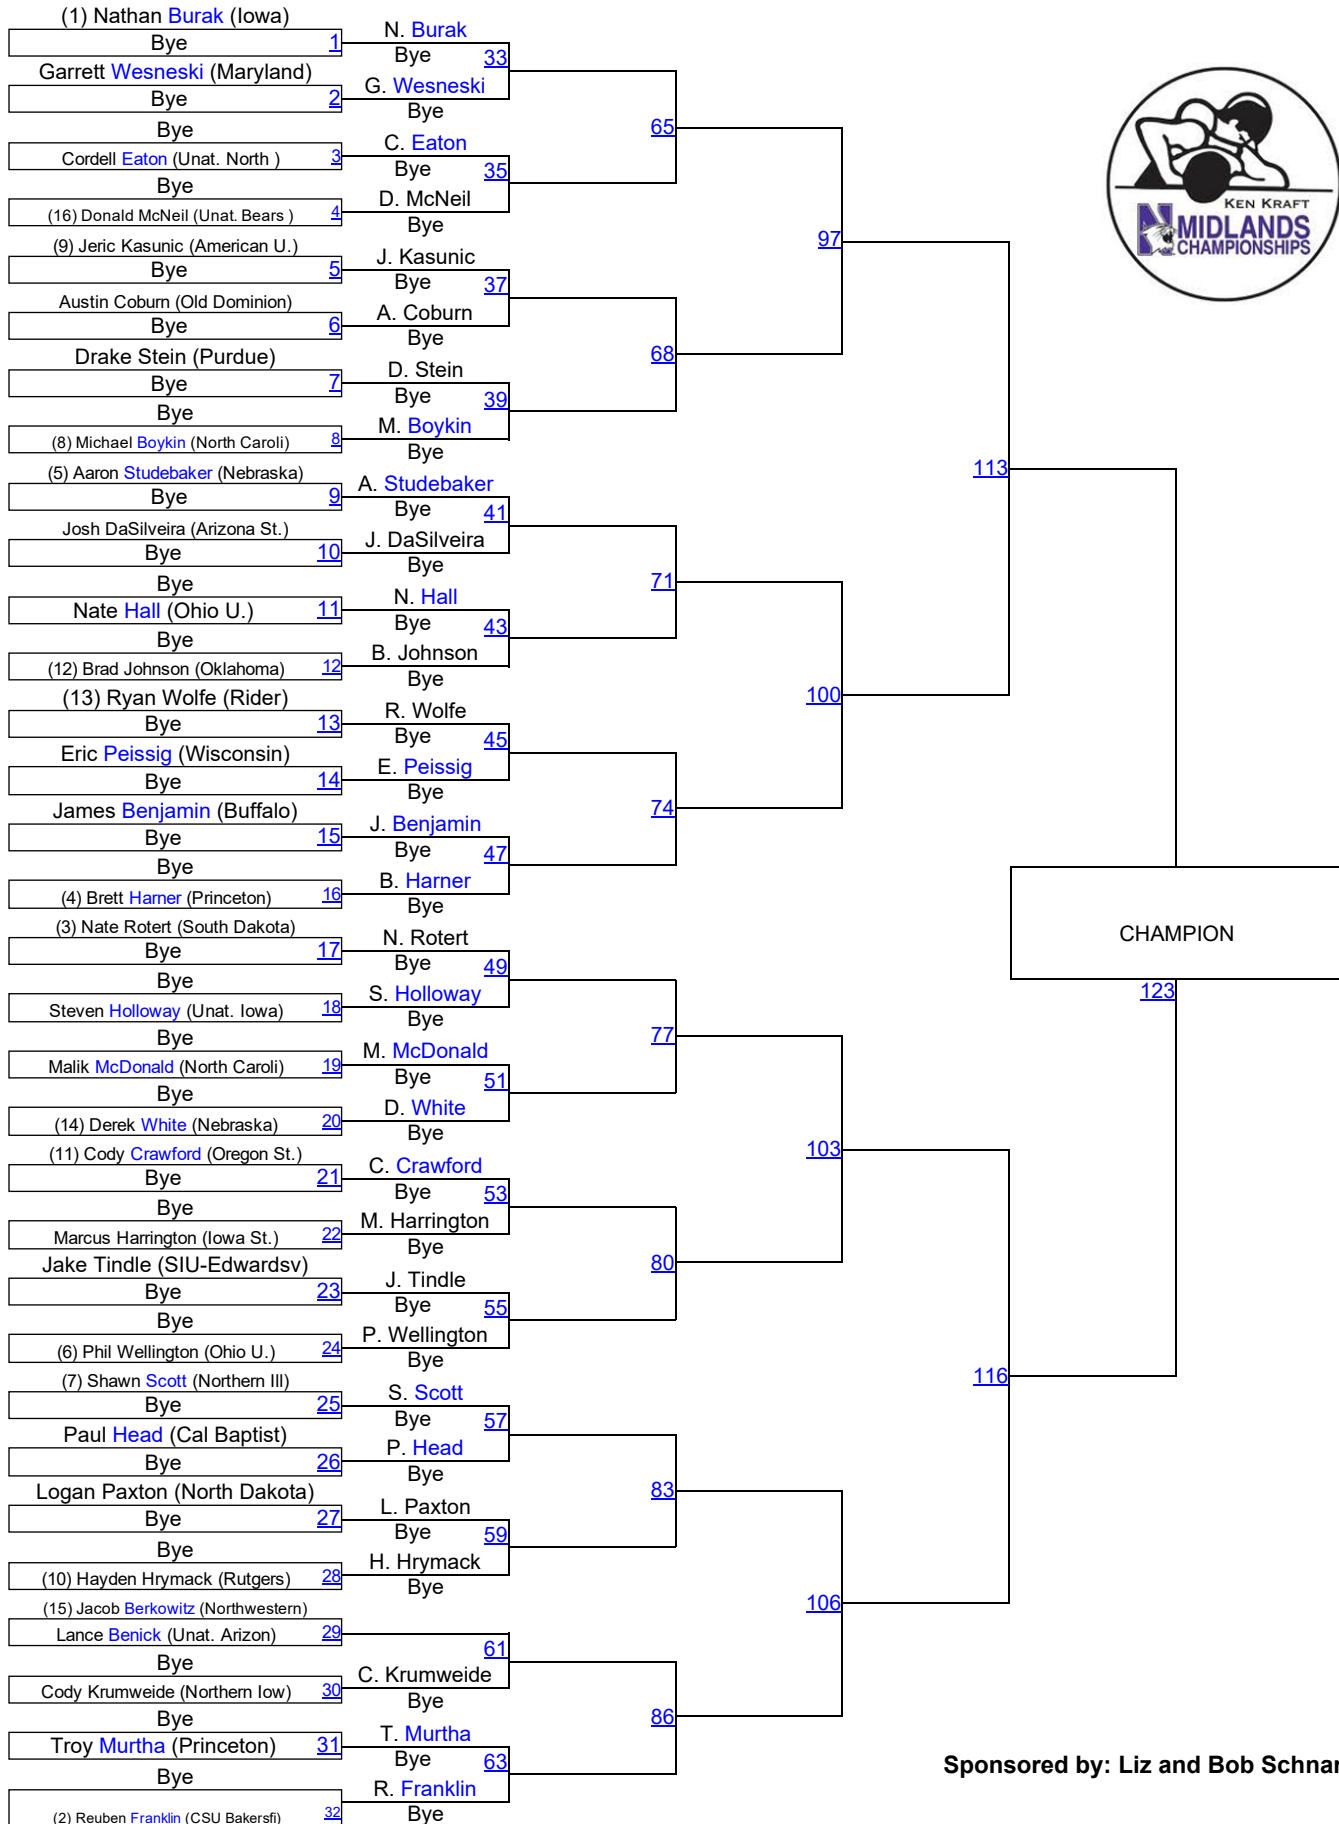 (1) Nathan Burak (Iowa)
Bye 1
Garrett Wesneski (Maryland)
Bye 2
Bye
Cordell Eaton (Unat. North ) 3
Bye
(16) Donald McNeil (Unat. Bears ) 4
(9) Jeric Kasunic (American U.)
Bye 5
Austin Coburn (Old Dominion)
Bye 6
Drake Stein (Purdue)
Bye 7
Bye
(8) Michael Boykin (North Caroli) 8
(5) Aaron Studebaker (Nebraska)
Bye 9
Josh DaSilveira (Arizona St.)
Bye 10
Bye
Nate Hall (Ohio U.) 11
Bye
(12) Brad Johnson (Oklahoma) 12
(13) Ryan Wolfe (Rider)
Bye 13
Eric Peissig (Wisconsin)
Bye 14
James Benjamin (Buffalo)
Bye 15
Bye
(4) Brett Harner (Princeton) 16
(3) Nate Rotert (South Dakota)
Bye 17
Bye
Steven Holloway (Unat. Iowa) 18
Bye
Malik McDonald (North Caroli) 19
Bye
(14) Derek White (Nebraska) 20
(11) Cody Crawford (Oregon St.)
Bye 21
Bye
Marcus Harrington (Iowa St.) 22
Jake Tindle (SIU-Edwardsv)
Bye 23
Bye
(6) Phil Wellington (Ohio U.) 24
(7) Shawn Scott (Northern Ill)
Bye 25
Paul Head (Cal Baptist)
Bye 26
Logan Paxton (North Dakota)
Bye 27
Bye
(10) Hayden Hrymack (Rutgers) 28
(15) Jacob Berkowitz (Northwestern)
Lance Benick (Unat. Arizon) 29
Bye
Cody Krumweide (Northern Iow) 30
Bye
Troy Murtha (Princeton) 31
Bye
(2) Reuben Franklin (CSU Bakersfi) 32
N. Burak
Bye 33
G. Wesneski
Bye
C. Eaton
Bye 35
D. McNeil
Bye
J. Kasunic
Bye 37
A. Coburn
Bye
D. Stein
Bye 39
M. Boykin
Bye
A. Studebaker
Bye 41
J. DaSilveira
Bye
N. Hall
Bye 43
B. Johnson
Bye
R. Wolfe
Bye 45
E. Peissig
Bye
J. Benjamin
Bye 47
B. Harner
Bye
N. Rotert
Bye 49
S. Holloway
Bye
M. McDonald
Bye 51
D. White
Bye
C. Crawford
Bye 53
M. Harrington
Bye
J. Tindle
Bye 55
P. Wellington
Bye
S. Scott
Bye 57
P. Head
Bye
L. Paxton
Bye 59
H. Hrymack
Bye
61
C. Krumweide
Bye
T. Murtha
Bye 63
R. Franklin
Bye
65
68
71
74
77
80
83
86
97
100
103
106
113
116
CHAMPION
123
KEN KRAFT
N MIDLANDS
CHAMPIONSHIPS
Sponsored by: Liz and Bob Schnar